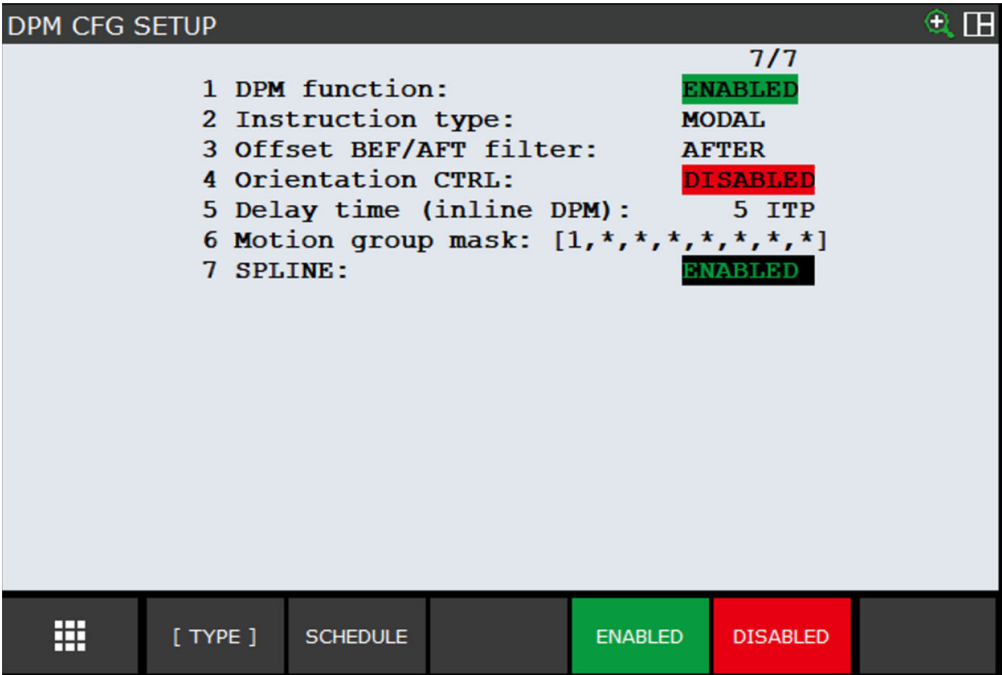 DPM CFG SETUP
7/7
1 DPM function: ENABLED
2 Instruction type: MODAL
3 Offset BEF/AFT filter: AFTER
4 Orientation CTRL: DISABLED
5 Delay time (inline DPM): 5 ITP
6 Motion group mask: [1,*,*,*,*,*,*,*]
7 SPLINE: ENABLED
[ TYPE ] SCHEDULE ENABLED DISABLED